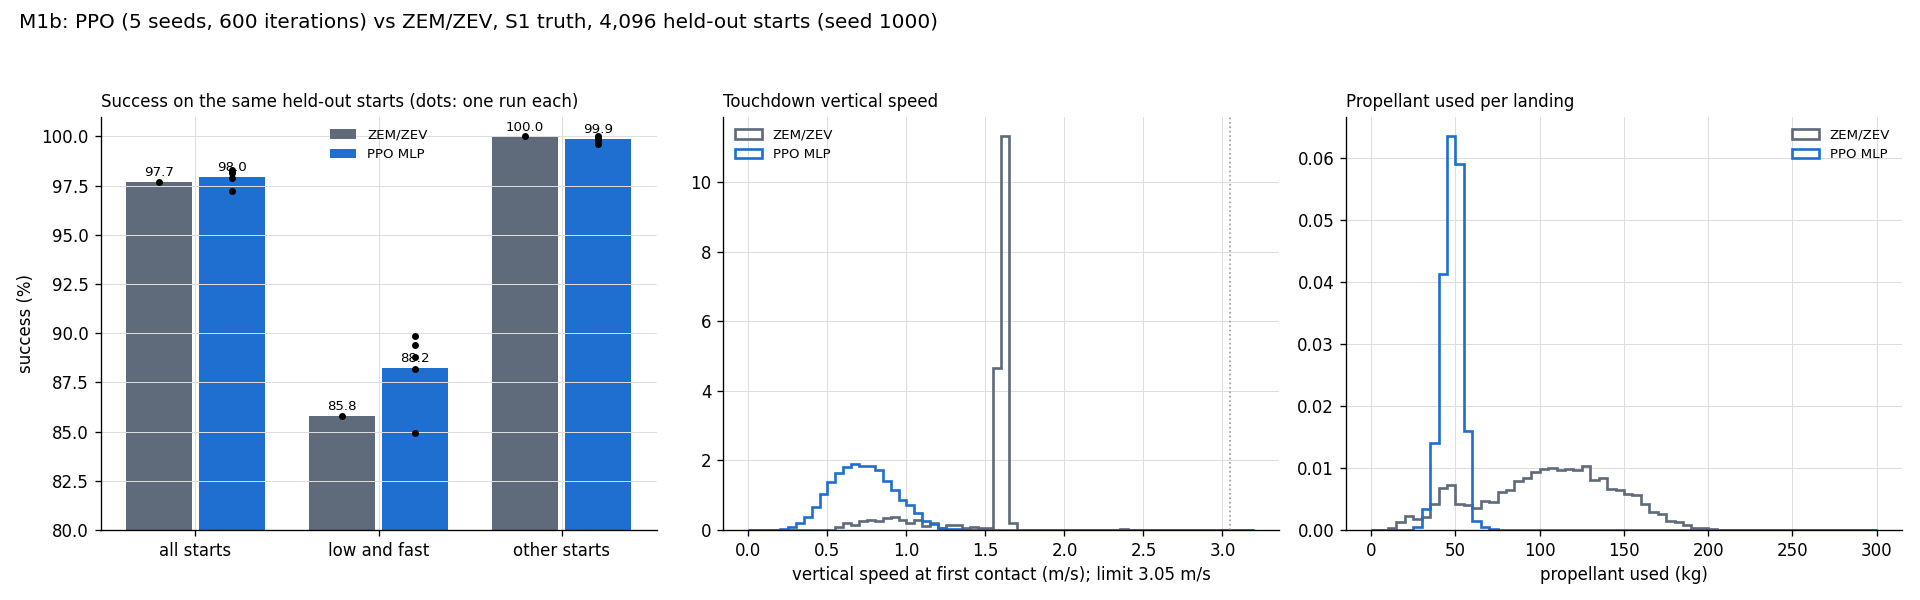 M1b: PPO (5 seeds, 600 iterations) vs ZEM/ZEV, S1 truth, 4,096 held-out starts (seed 1000)
Success on the same held-out starts (dots: one run each)
ZEM/ZEV
PPO MLP
success (%)
100.0
97.5
95.0
92.5
90.0
87.5
85.0
82.5
80.0
97.7
98.0
85.8
88.2
100.0
99.9
all starts
low and fast
other starts
Touchdown vertical speed
ZEM/ZEV
PPO MLP
10
8
6
4
2
0
0.0
0.5
1.0
1.5
2.0
2.5
3.0
vertical speed at first contact (m/s); limit 3.05 m/s
Propellant used per landing
ZEM/ZEV
PPO MLP
0.06
0.05
0.04
0.03
0.02
0.01
0.00
0
50
100
150
200
250
300
propellant used (kg)